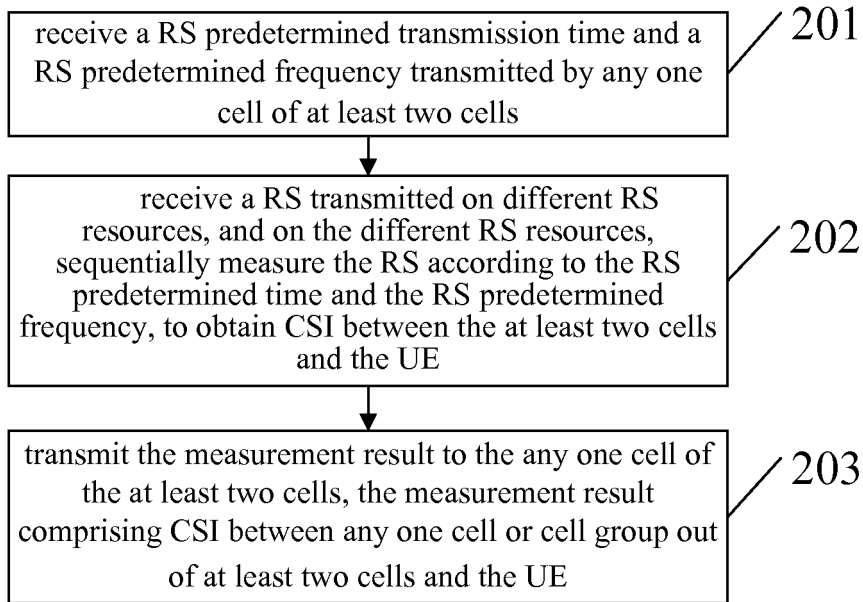 receive a RS predetermined transmission time and a
RS predetermined frequency transmitted by any one
cell of at least two cells
201
receive a RS transmitted on different RS
resources, and on the different RS resources,
sequentially measure the RS according to the RS
predetermined time and the RS predetermined
frequency, to obtain CSI between the at least two cells
and the UE
202
transmit the measurement result to the any one cell of
the at least two cells, the measurement result
comprising CSI between any one cell or cell group out
of at least two cells and the UE
203